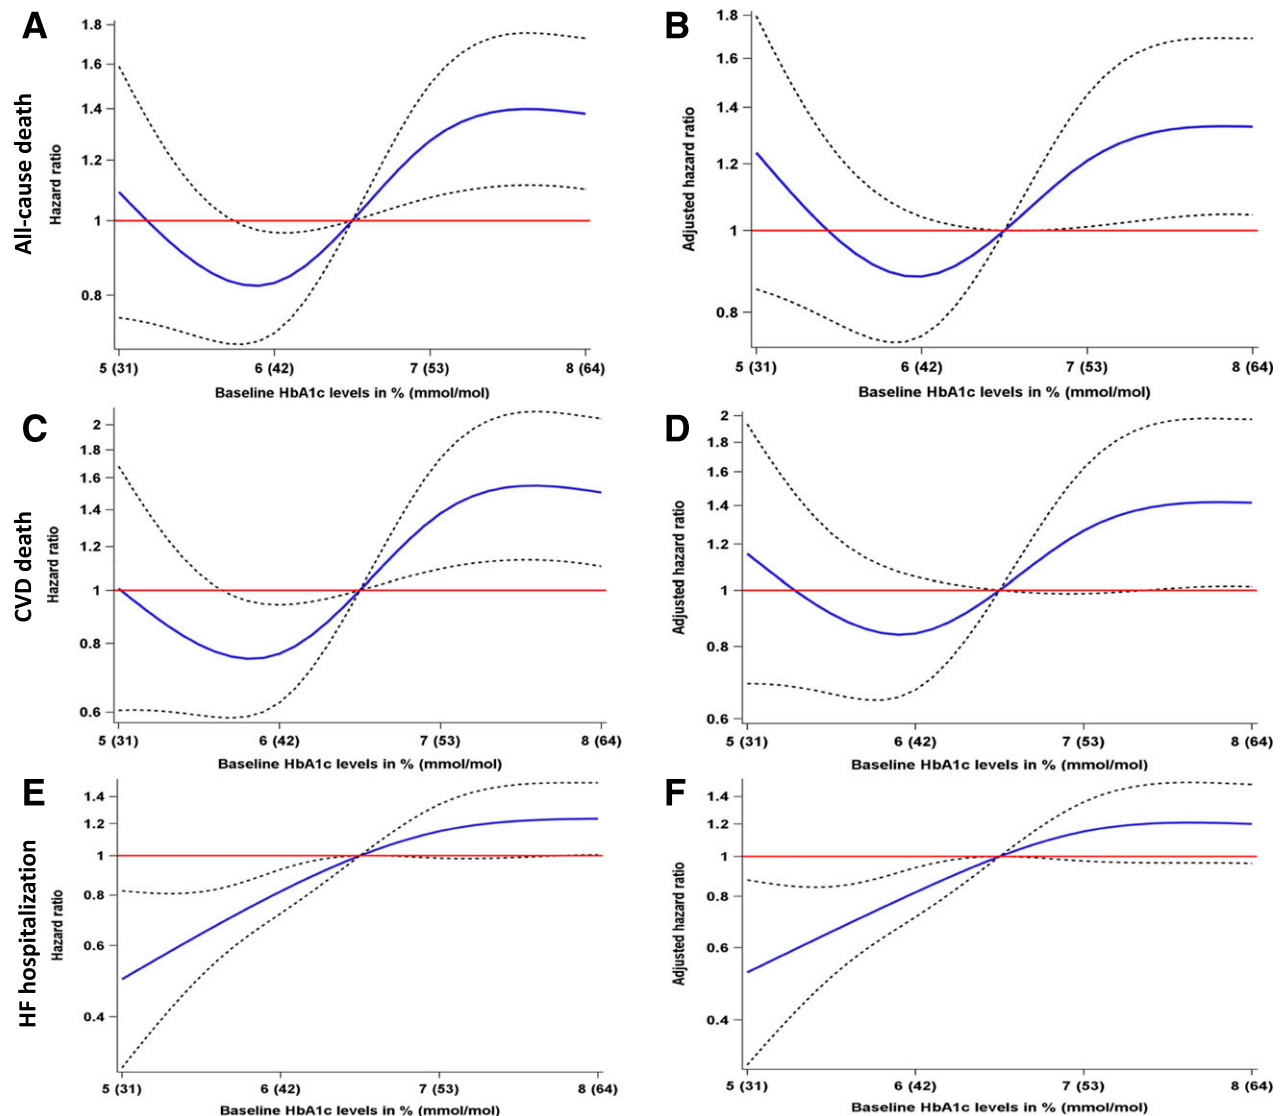 A
All-cause death
Hazard ratio
1.8
1.6
1.4
1.2
1
0.8
5 (31) 6 (42) 7 (53) 8 (64)
Baseline HbA1c levels in % (mmol/mol)
B
Adjusted hazard ratio
1.8
1.6
1.4
1.2
1
0.8
5 (31) 6 (42) 7 (53) 8 (64)
Baseline HbA1c levels in % (mmol/mol)
C
CVD death
Hazard ratio
2
1.8
1.6
1.4
1.2
1
0.8
0.6
5 (31) 6 (42) 7 (53) 8 (64)
Baseline HbA1c levels in % (mmol/mol)
D
Adjusted hazard ratio
2
1.8
1.6
1.4
1.2
1
0.8
0.6
5 (31) 6 (42) 7 (53) 8 (64)
Baseline HbA1c levels in % (mmol/mol)
E
HF hospitalization
Hazard ratio
1.4
1.2
1
0.8
0.6
0.4
5 (31) 6 (42) 7 (53) 8 (64)
Baseline HbA1c levels in % (mmol/mol)
F
Adjusted hazard ratio
1.4
1.2
1
0.8
0.6
0.4
5 (31) 6 (42) 7 (53) 8 (64)
Baseline HbA1c levels in % (mmol/mol)